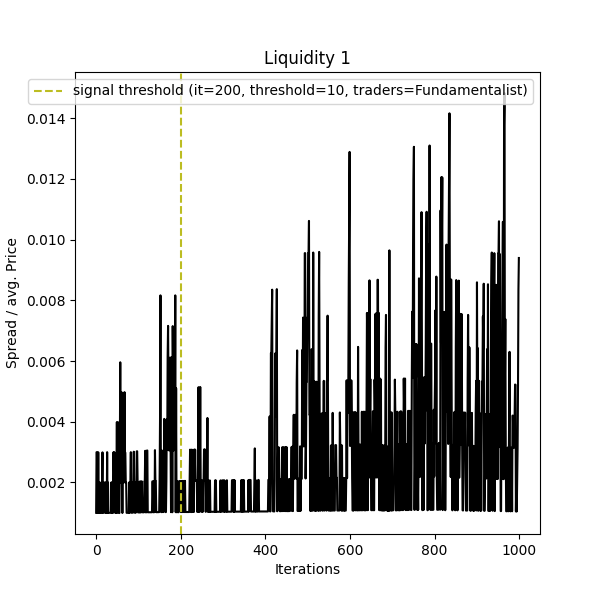 Liquidity 1
signal threshold (it=200, threshold=10, traders=Fundamentalist)
0.014
0.012
0.010
0.008
0.006
0.004
0.002
Spread / avg. Price
0 200 400 600 800 1000
Iterations